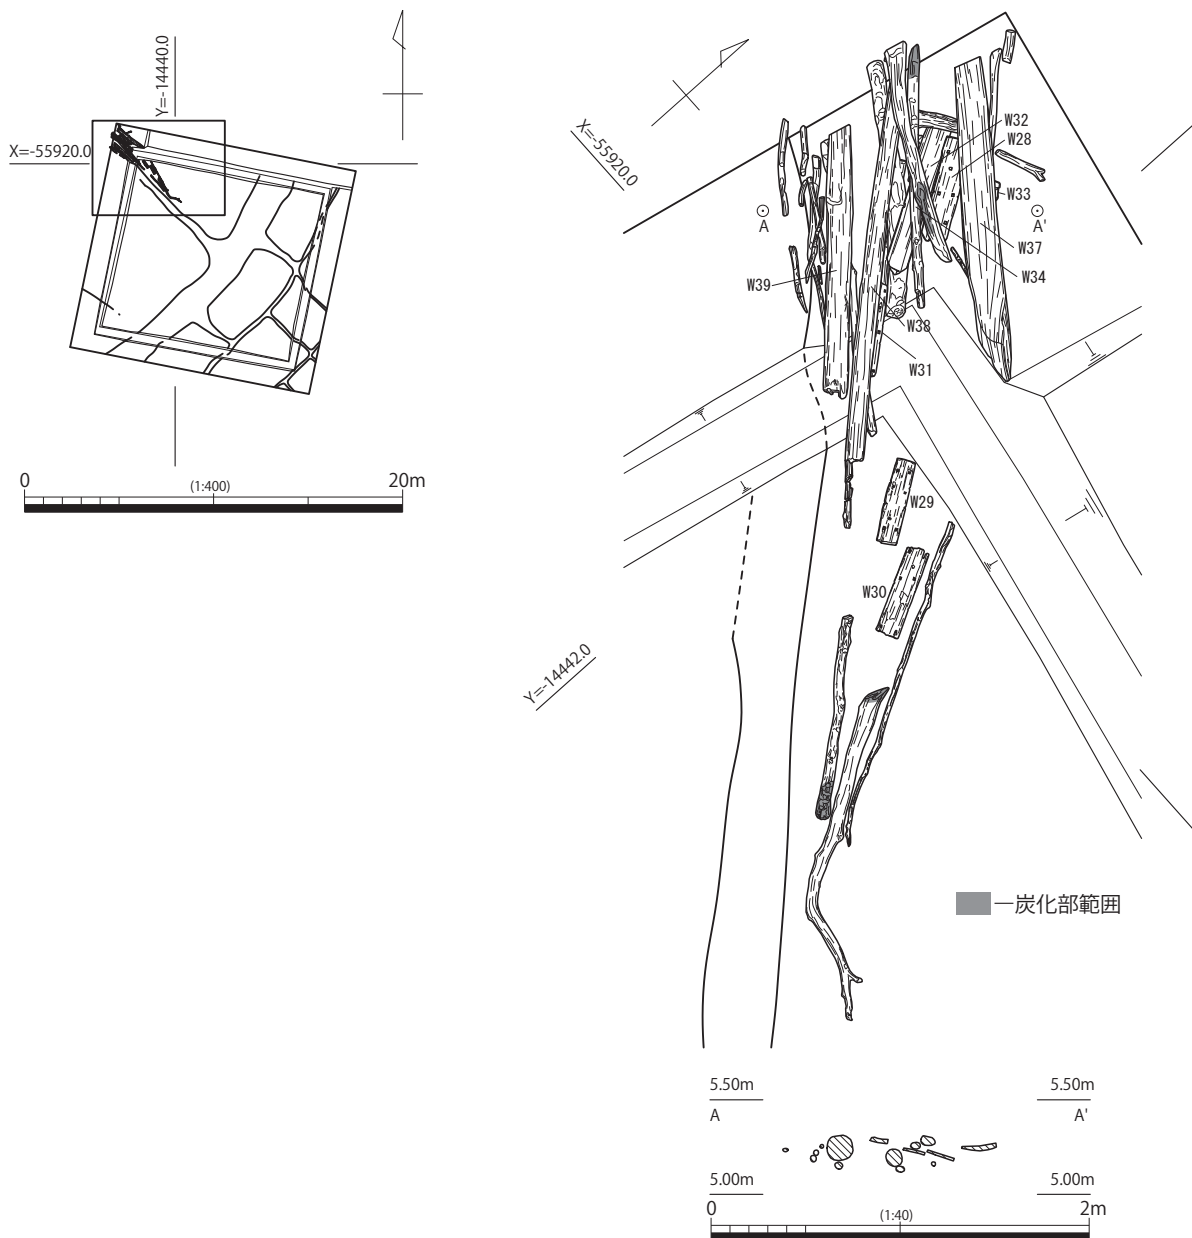 Y=-14440.0
X=-55920.0
0
(1:400)
20m
X=-55920.0
W32
W28
W33
A
A'
W37
W34
W39
W38
W31
W29
W30
Y=-14442.0
―炭化部範囲
5.50m
5.50m
A
A'
5.00m
5.00m
0
(1:40)
2m